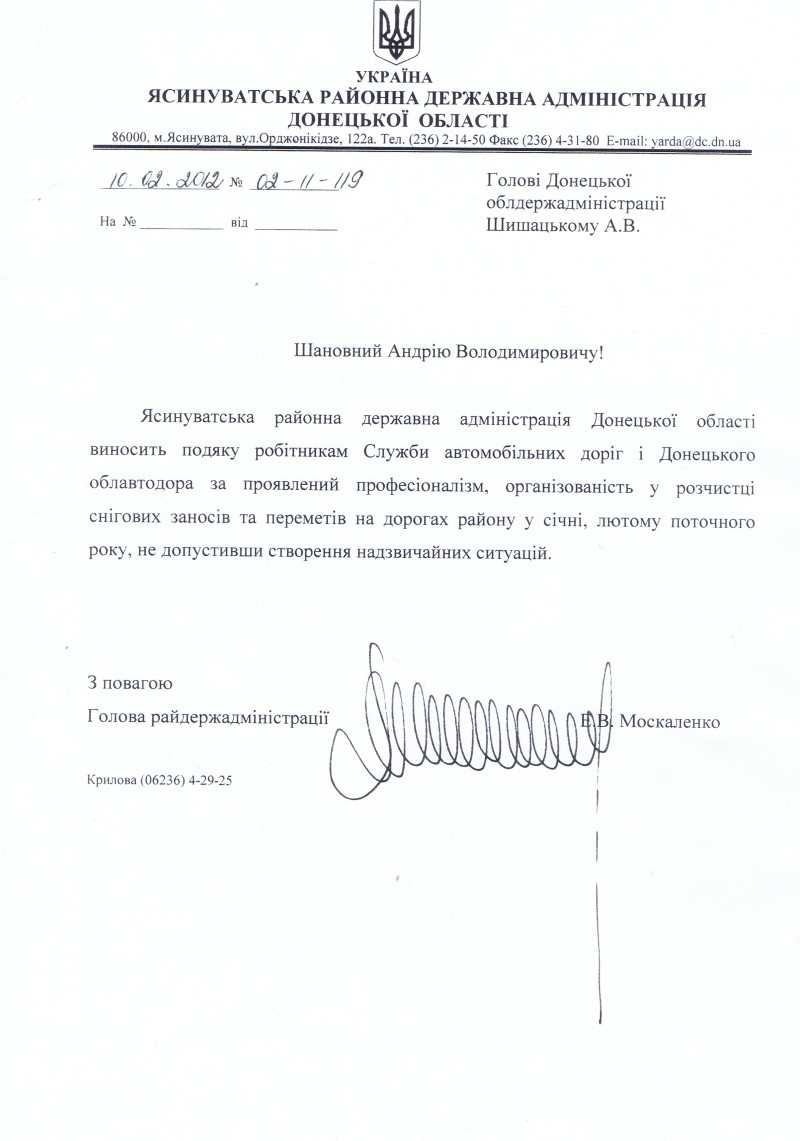 УКРАЇНА
ЯСИНУВАТСЬКА РАЙОННА ДЕРЖАВНА АДМІНІСТРАЦІЯ
ДОНЕЦЬКОЇ ОБЛАСТІ
86000, м.Ясинувата, вул.Орджонікідзе, 122а. Тел. (236) 2-14-50 Факс (236) 4-31-80 E-mail: yarda@dc.dn.ua
10.02.2012 № 02-11-119
На № ____________ від ____________
Голові Донецької
облдержадміністрації
Шишацькому А.В.
Шановний Андрію Володимировичу!
Ясинуватська районна державна адміністрація Донецької області
виносить подяку робітникам Служби автомобільних доріг і Донецького
облавтодора за проявлений професіоналізм, організованість у розчистці
снігових заносів та переметів на дорогах району у січні, лютому поточного
року, не допустивши створення надзвичайних ситуацій.
З повагою
Голова райдержадміністрації Е.В. Москаленко
Крилова (06236) 4-29-25